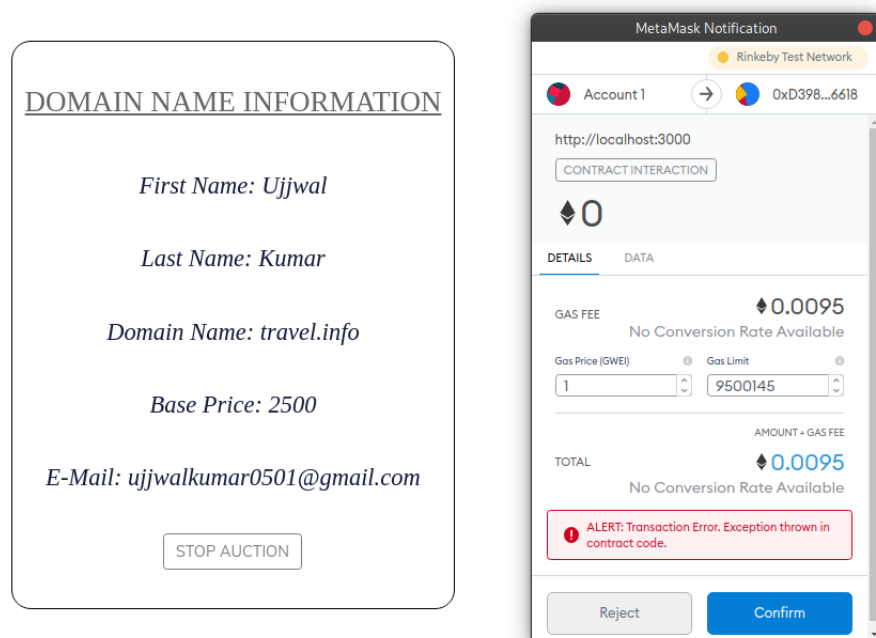 DOMAIN NAME INFORMATION
First Name: Ujjwal
Last Name: Kumar
Domain Name: travel.info
Base Price: 2500
E-Mail: ujjwalkumar0501@gmail.com
STOP AUCTION
MetaMask Notification
Rinkeby Test Network
Account 1 0xD398...6618
http://localhost:3000
CONTRACT INTERACTION
0
DETAILS DATA
GAS FEE 0.0095
No Conversion Rate Available
Gas Price (GWEI) Gas Limit
1 9500145
AMOUNT + GAS FEE
TOTAL 0.0095
No Conversion Rate Available
ALERT: Transaction Error. Exception thrown in
contract code.
Reject Confirm